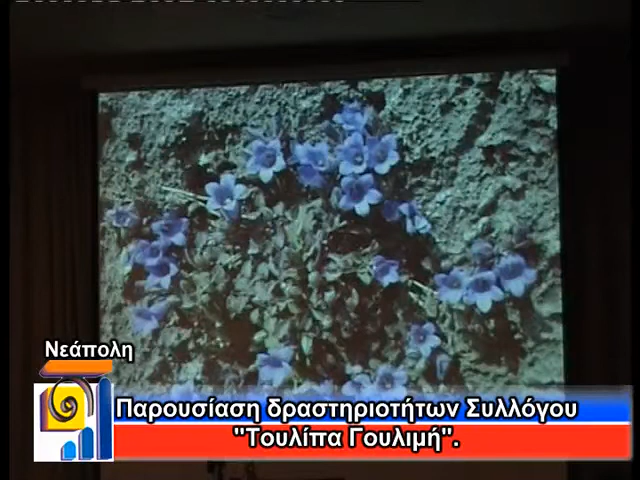 Νεάπολη
Παρουσίαση δραστηριοτήτων Συλλόγου
"Τουλίπα Γουλιμή".